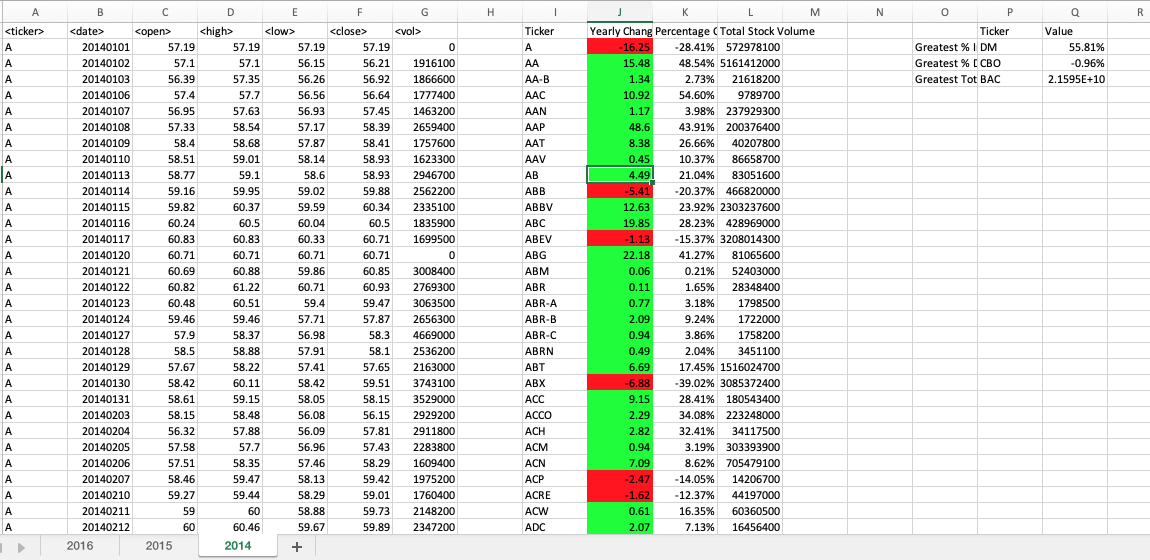 A B C D E F G H I J K L M N O P Q R
<ticker> <date> <open> <high> <low> <close> <vol> Ticker Yearly Chang Percentage C Total Stock Volume Ticker Value
A 20140101 57.19 57.19 57.19 57.19 0 A -16.25 -28.41% 572978100 Greatest % I DM 55.81%
A 20140102 57.1 57.1 56.15 56.21 1916100 AA 15.48 48.54% 5161412000 Greatest % D CBO -0.96%
A 20140103 56.39 57.35 56.26 56.92 1866600 AA-B 1.34 2.73% 21618200 Greatest Tot BAC 2.1595E+10
A 20140106 57.4 57.7 56.56 56.64 1777400 AAC 10.92 54.60% 9789700
A 20140107 56.95 57.63 56.93 57.45 1463200 AAN 1.17 3.98% 237929300
A 20140108 57.33 58.54 57.17 58.39 2659400 AAP 48.6 43.91% 200376400
A 20140109 58.4 58.68 57.87 58.41 1757600 AAT 8.38 26.66% 40207800
A 20140110 58.51 59.01 58.14 58.93 1623300 AAV 0.45 10.37% 86658700
A 20140113 58.77 59.1 58.6 58.93 2946700 AB 4.49 21.04% 83051600
A 20140114 59.16 59.95 59.02 59.88 2562200 ABB -5.41 -20.37% 466820000
A 20140115 59.82 60.37 59.59 60.34 2335100 ABBV 12.63 23.92% 2303237600
A 20140116 60.24 60.5 60.04 60.5 1835900 ABC 19.85 28.23% 428969000
A 20140117 60.83 60.83 60.33 60.71 1699500 ABEV -1.13 -15.37% 3208014300
A 20140120 60.71 60.71 60.71 60.71 0 ABG 22.18 41.27% 81065600
A 20140121 60.69 60.88 59.86 60.85 3008400 ABM 0.06 0.21% 52403000
A 20140122 60.82 61.22 60.71 60.93 2769300 ABR 0.11 1.65% 28348400
A 20140123 60.48 60.51 59.4 59.47 3063500 ABR-A 0.77 3.18% 1798500
A 20140124 59.46 59.46 57.71 57.87 2656300 ABR-B 2.09 9.24% 1722000
A 20140127 57.9 58.37 56.98 58.3 4669000 ABR-C 0.94 3.86% 1758200
A 20140128 58.5 58.88 57.91 58.1 2536200 ABRN 0.49 2.04% 3451100
A 20140129 57.67 58.22 57.41 57.65 2163000 ABT 6.69 17.45% 1516024700
A 20140130 58.42 60.11 58.42 59.51 3743100 ABX -6.88 -39.02% 3085372400
A 20140131 58.61 59.15 58.05 58.15 3529000 ACC 9.15 28.41% 180543400
A 20140203 58.15 58.48 56.08 56.15 2929200 ACCO 2.29 34.08% 223248000
A 20140204 56.32 57.88 56.09 57.81 2911800 ACH 2.82 32.41% 34117500
A 20140205 57.58 57.7 56.96 57.43 2283800 ACM 0.94 3.19% 303393900
A 20140206 57.51 58.35 57.46 58.29 1609400 ACN 7.09 8.62% 705479100
A 20140207 58.46 59.47 58.13 59.42 1975200 ACP -2.47 -14.05% 14206700
A 20140210 59.27 59.44 58.29 59.01 1760400 ACRE -1.62 -12.37% 44197000
A 20140211 59 60 58.88 59.73 2148200 ACW 0.61 16.35% 60360500
A 20140212 60 60.46 59.67 59.89 2347200 ADC 2.07 7.13% 16456400
2016 2015 2014 +